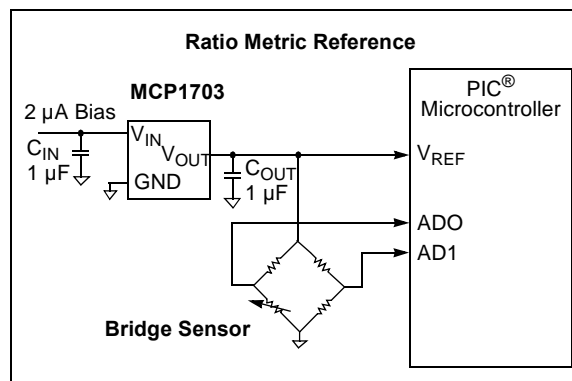 Ratio Metric Reference
PIC®
Microcontroller
MCP1703
2 µA Bias
CIN
1 µF
VIN
VOUT
GND
COUT
1 µF
VREF
ADO
AD1
Bridge Sensor